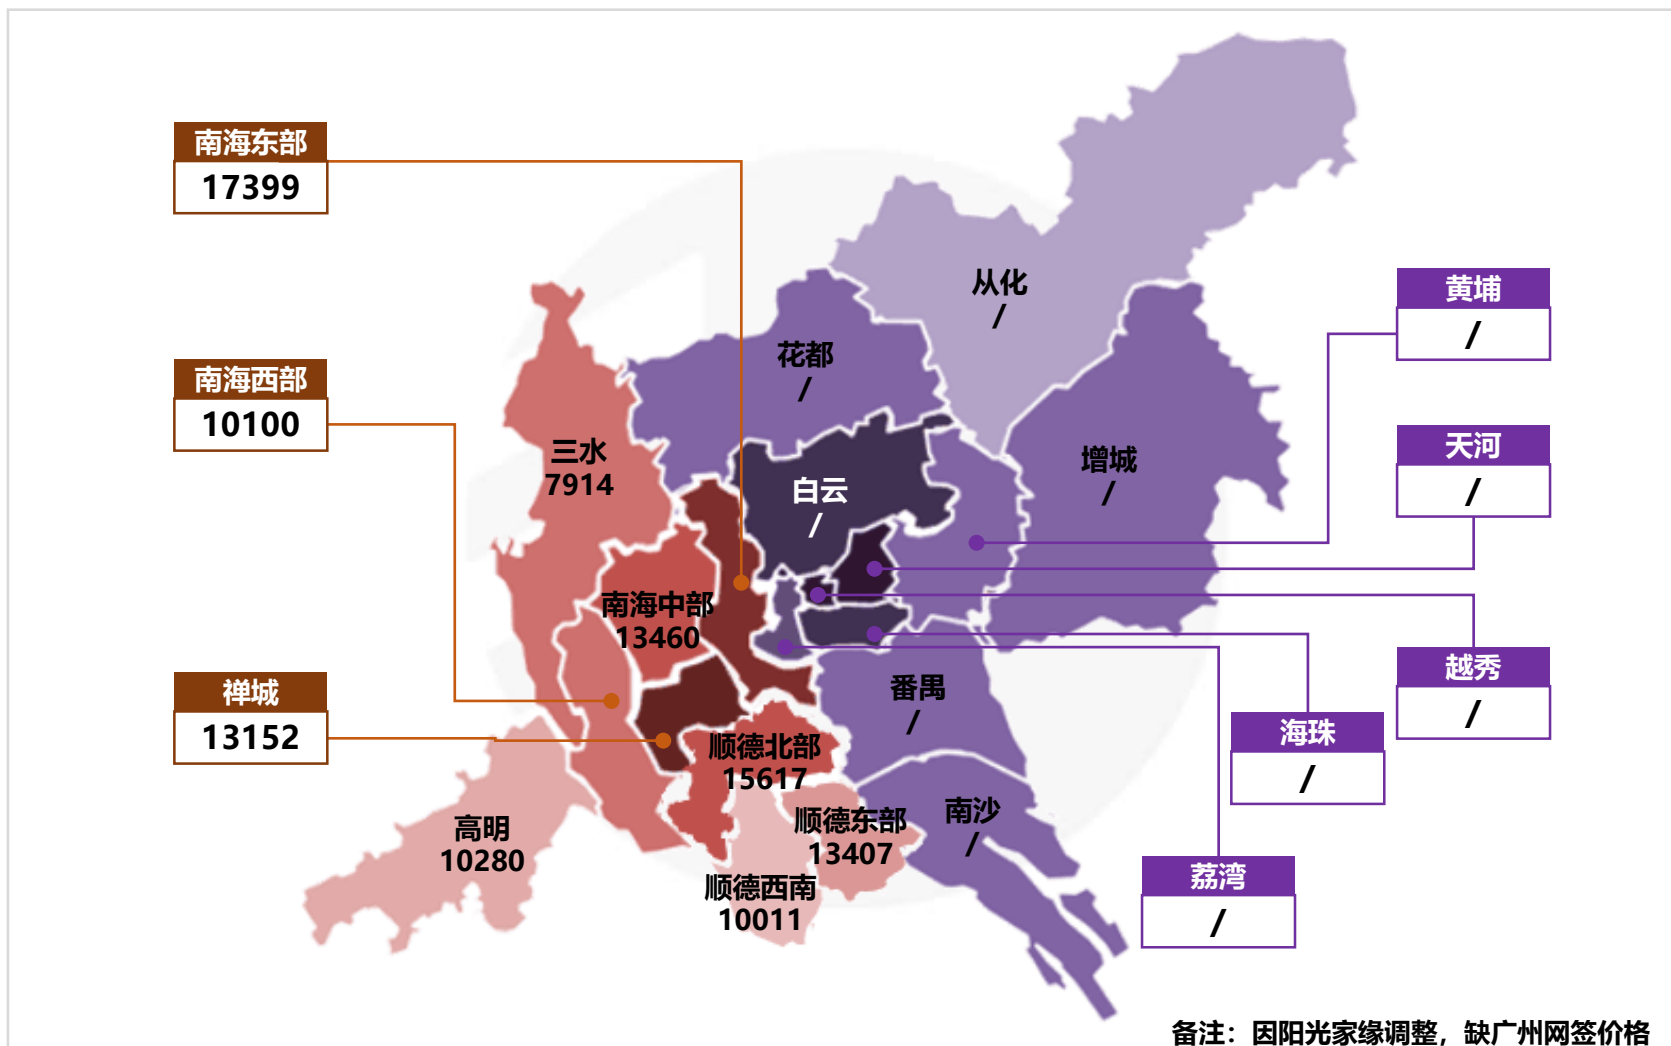 南海东部
17399
南海西部
10100
禅城
13152
从化
/
花都
/
三水
7914
白云
/
增城
/
南海中部
13460
番禺
/
顺德北部
15617
南沙
/
顺德东部
13407
高明
10280
顺德西南
10011
黄埔
/
天河
/
越秀
/
海珠
/
荔湾
/
备注：因阳光家缘调整，缺广州网签价格